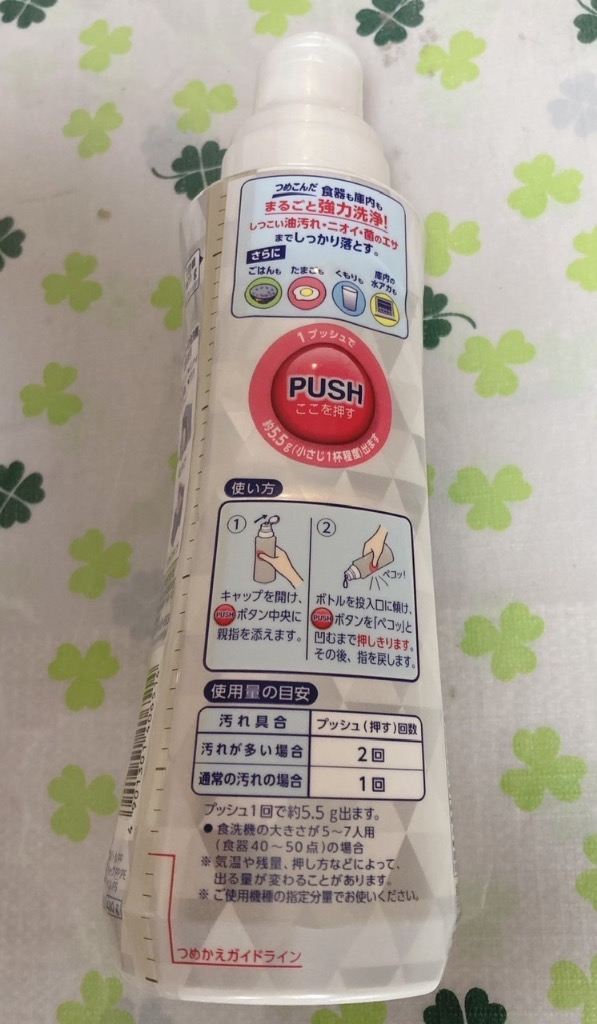 つめこんだ 食器も庫内も
まるごと強力洗浄!
しつこい油汚れ・ニオイ・菌のエサ
までしっかり落とす。
さらに
ごはんも たまごも くもりも 庫内の水アカも
1プッシュで
PUSH
ここを押す
約5.5g(小さじ1杯程度)出ます
使い方
① ②
ペコッ!
キャップを開け、
PUSH ボタン中央に
親指を添えます。
ボトルを投入口に傾け、
PUSH ボタンを「ペコッ」と
凹むまで押しきります。
その後、指を戻します。
使用量の目安
汚れ具合 プッシュ(押す)回数
汚れが多い場合 2回
通常の汚れの場合 1回
プッシュ1回で約5.5g出ます。
● 食洗機の大きさが5〜7人用
(食器40〜50点)の場合
※ 気温や残量、押し方などによって、
出る量が変わることがあります。
※ ご使用機種の指定分量でお使いください。
つめかえガイドライン